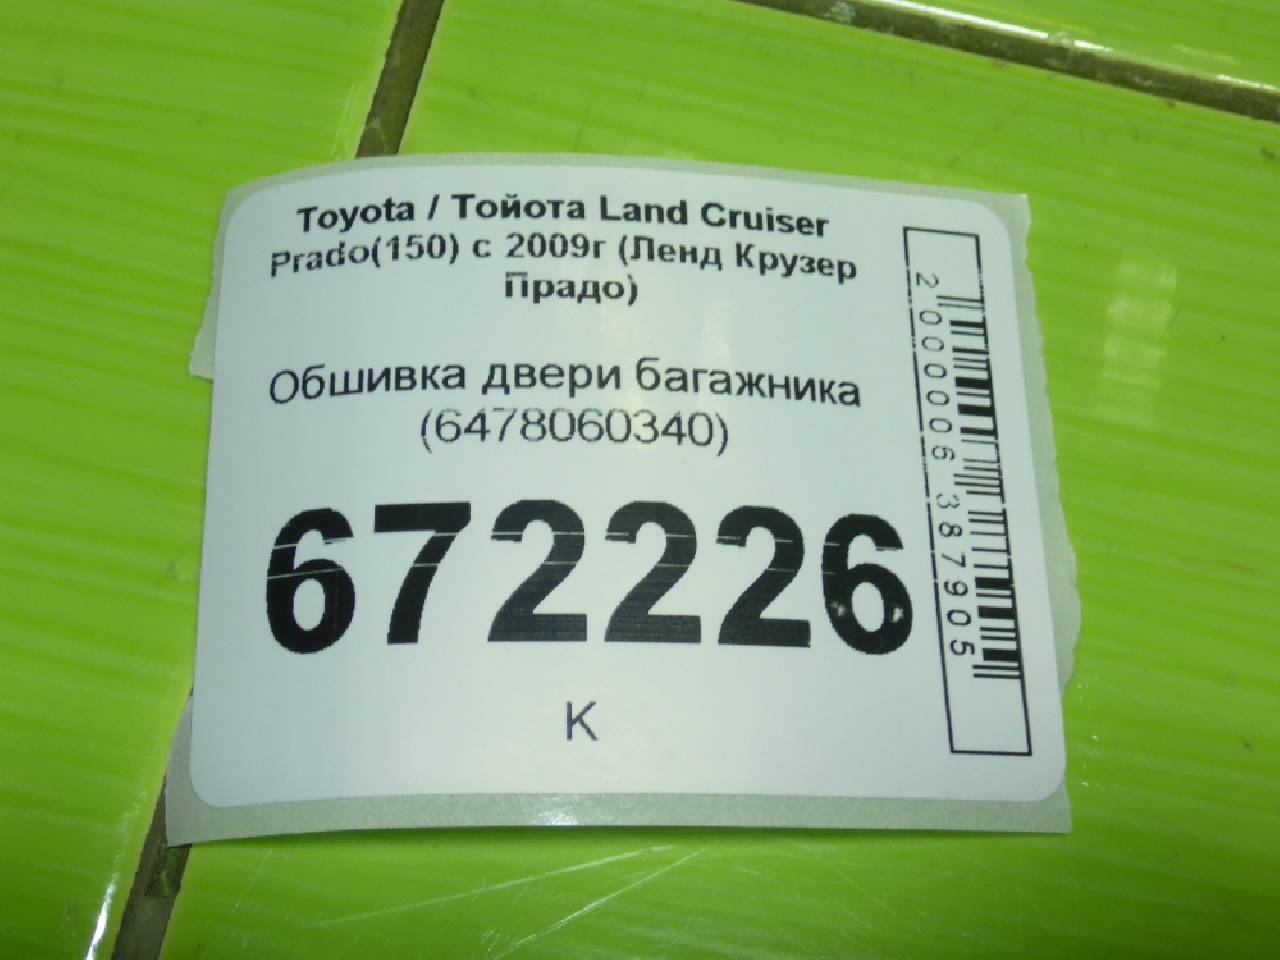 Toyota / Тойота Land Cruiser
Prado(150) с 2009г (Ленд Крузер
Прадо)
Обшивка двери багажника
(6478060340)
672226
К
2000006387905